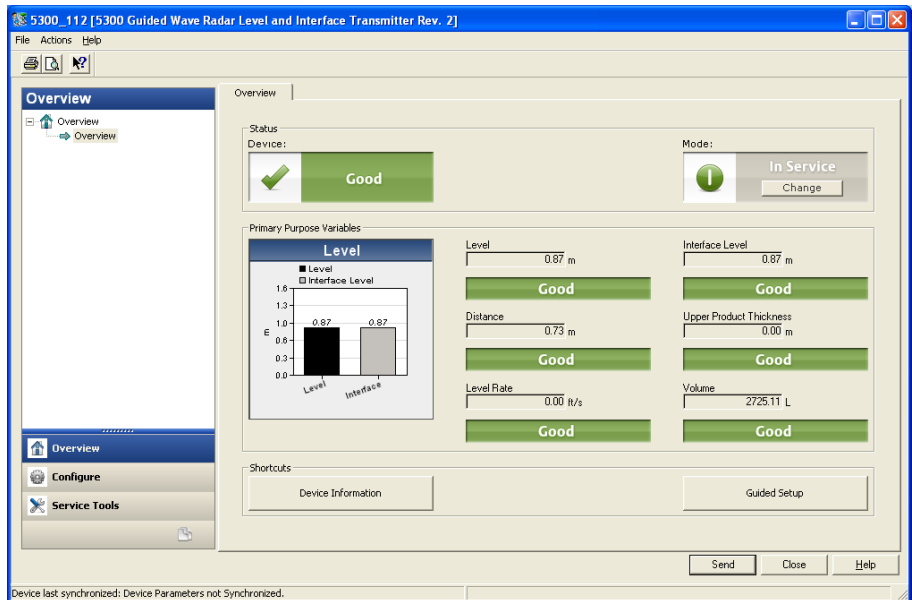 5300_112 [5300 Guided Wave Radar Level and Interface Transmitter Rev. 2]
File Actions Help
Overview
Overview
Overview
Overview
Configure
Service Tools
Overview
Status
Device:
Good
Mode:
In Service
Change
Primary Purpose Variables
Level
Level
Interface Level
1.6
1.3
1.0
0.6
0.3
0.0
m
0.87
0.87
Level
Interface
Level
0.87 m
Good
Interface Level
0.87 m
Good
Distance
0.73 m
Good
Upper Product Thickness
0.00 m
Good
Level Rate
0.00 ft/s
Good
Volume
2725.11 L
Good
Shortcuts
Device Information
Guided Setup
Send
Close
Help
Device last synchronized: Device Parameters not Synchronized.